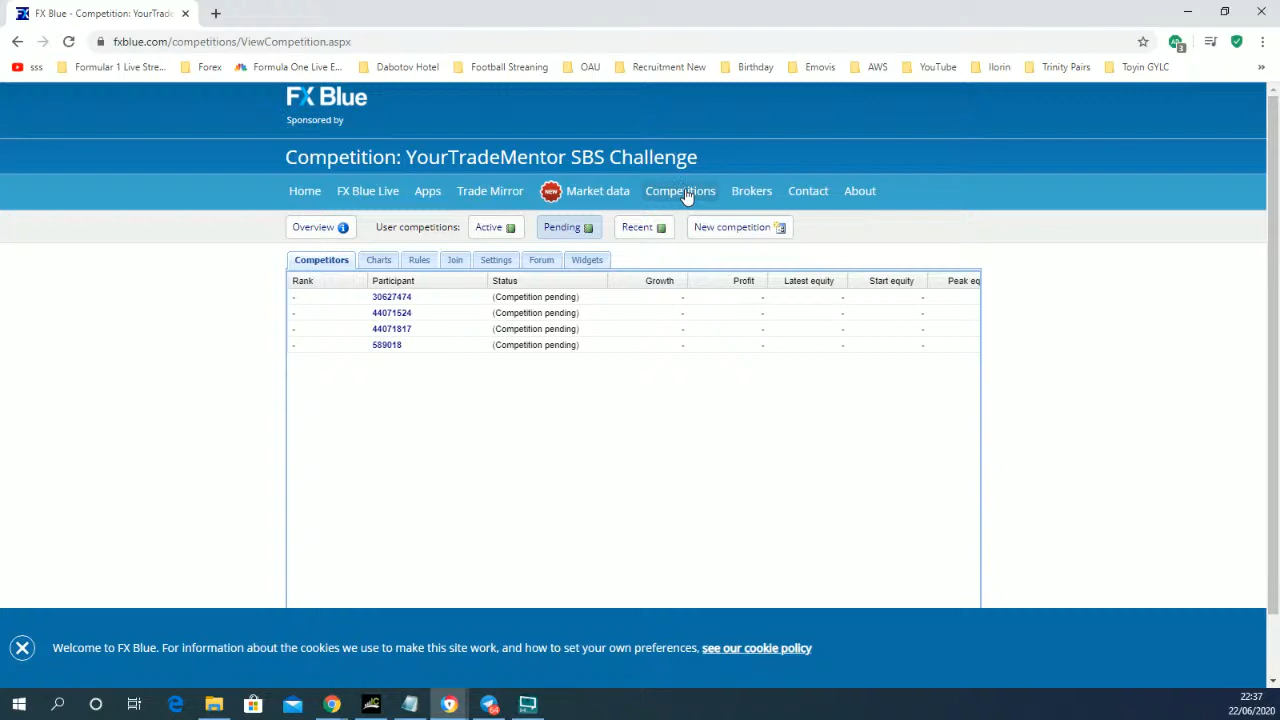 FX Blue - Competition: YourTrade
fxblue.com/competitions/ViewCompetition.aspx
3
sss Formular 1 Live Stre... Forex Formula One Live E... Dabotov Hotel Football Streaming OAU Recruitment New Birthday Emovis AWS YouTube Ilorin Trinity Pairs Toyin GYLC »
FX Blue
Sponsored by
Competition: YourTradeMentor SBS Challenge
Home FX Blue Live Apps Trade Mirror NEW Market data Competitions Brokers Contact About
Overview User competitions: Active Pending Recent New competition
Competitors Charts Rules Join Settings Forum Widgets
Rank Participant Status Growth Profit Latest equity Start equity Peak eq
- 30627474 (Competition pending) - - - -
- 44071524 (Competition pending) - - - -
- 44071817 (Competition pending) - - - -
- 589018 (Competition pending) - - - -
Welcome to FX Blue. For information about the cookies we use to make this site work, and how to set your own preferences, see our cookie policy
64
22:37
22/06/2020